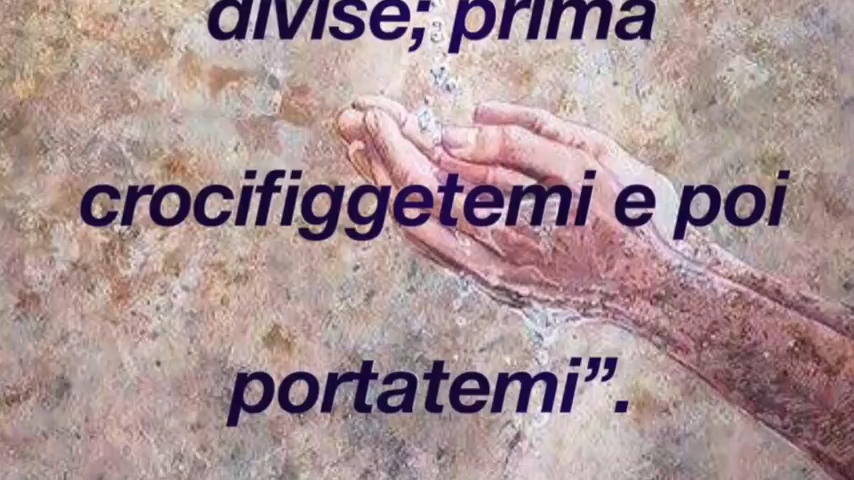 divise; prima
crocifiggetemi e poi
portatemi”.